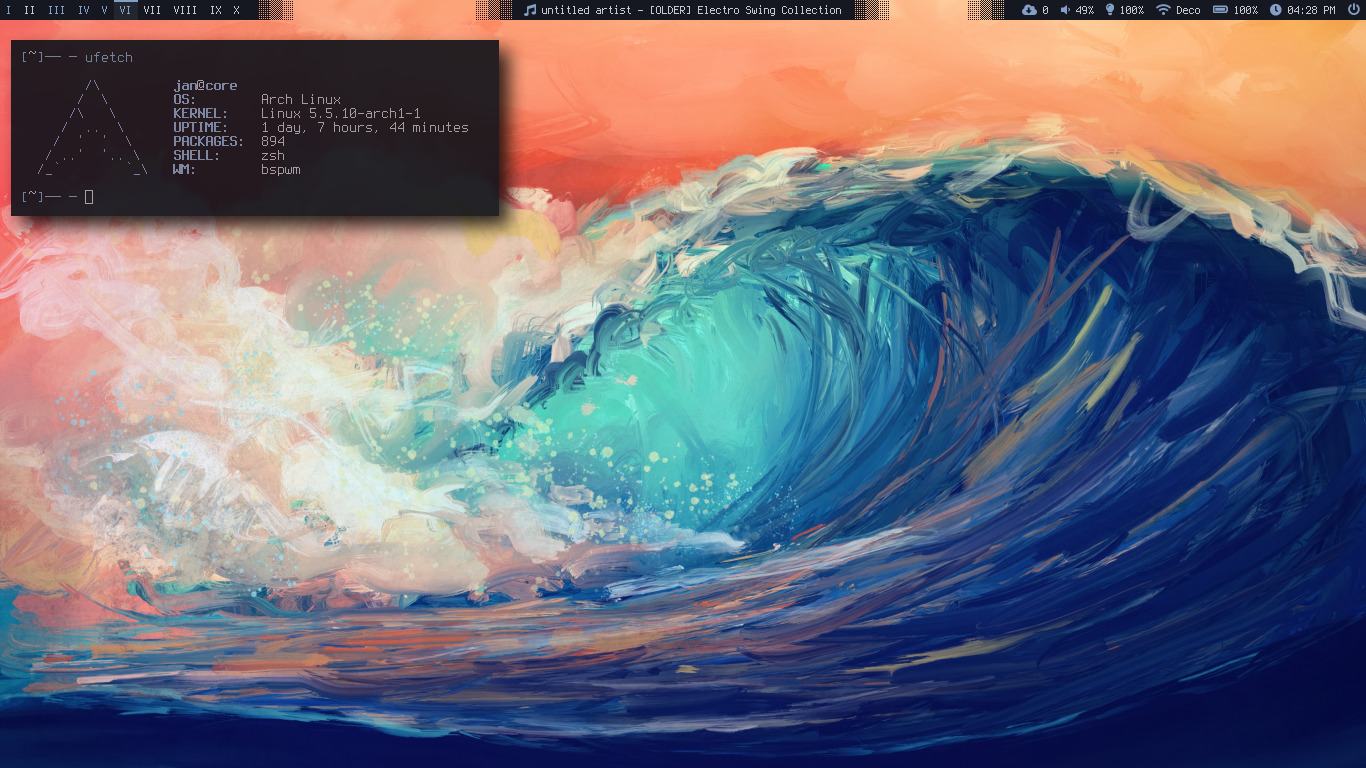 I II III IV V VI VII VIII IX X
untitled artist - [OLDER] Electro Swing Collection
0 49% 100% Deco 100% 04:28 PM
[~]── ─ ufetch
jan@core
OS: Arch Linux
KERNEL: Linux 5.5.10-arch1-1
UPTIME: 1 day, 7 hours, 44 minutes
PACKAGES: 894
SHELL: zsh
WM: bspwm
[~]── ─